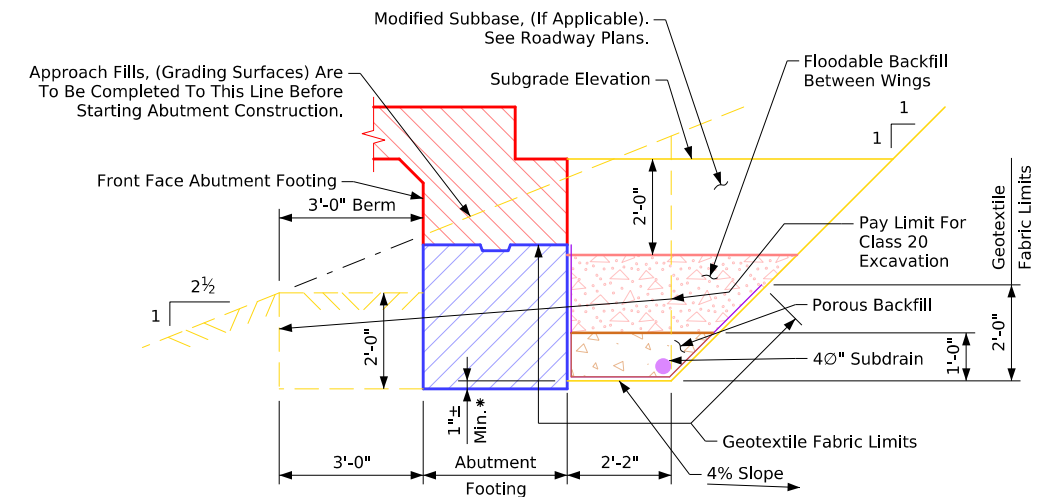 Modified Subbase, (If Applicable).
See Roadway Plans.
Floodable Backfill
Between Wings
Approach Fills, (Grading Surfaces) Are
To Be Completed To This Line Before
Starting Abutment Construction.
Subgrade Elevation
1
1
Front Face Abutment Footing
3'-0" Berm
2'-0"
Pay Limit For
Class 20
Excavation
Geotextile
Fabric Limits
2½
1
2'-0"
Porous Backfill
4∅" Subdrain
1'-0"
2'-0"
1"±
Min.*
Geotextile Fabric Limits
3'-0"
Abutment
Footing
2'-2"
4% Slope